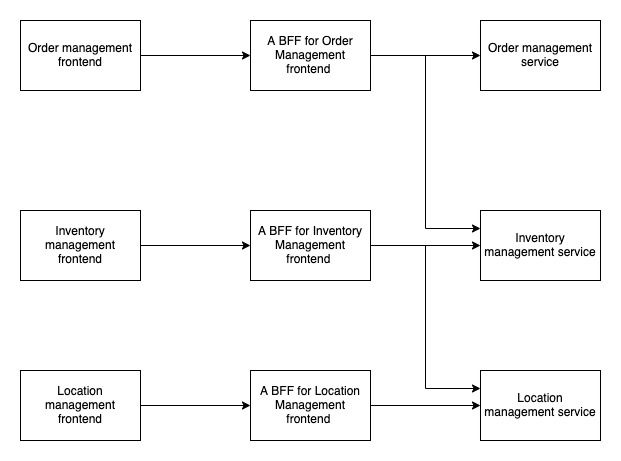 Order management
frontend
A BFF for Order
Management
frontend
Order management
service
Inventory
management
frontend
A BFF for Inventory
Management
frontend
Inventory
management service
Location
management
frontend
A BFF for Location
Management
frontend
Location
management service